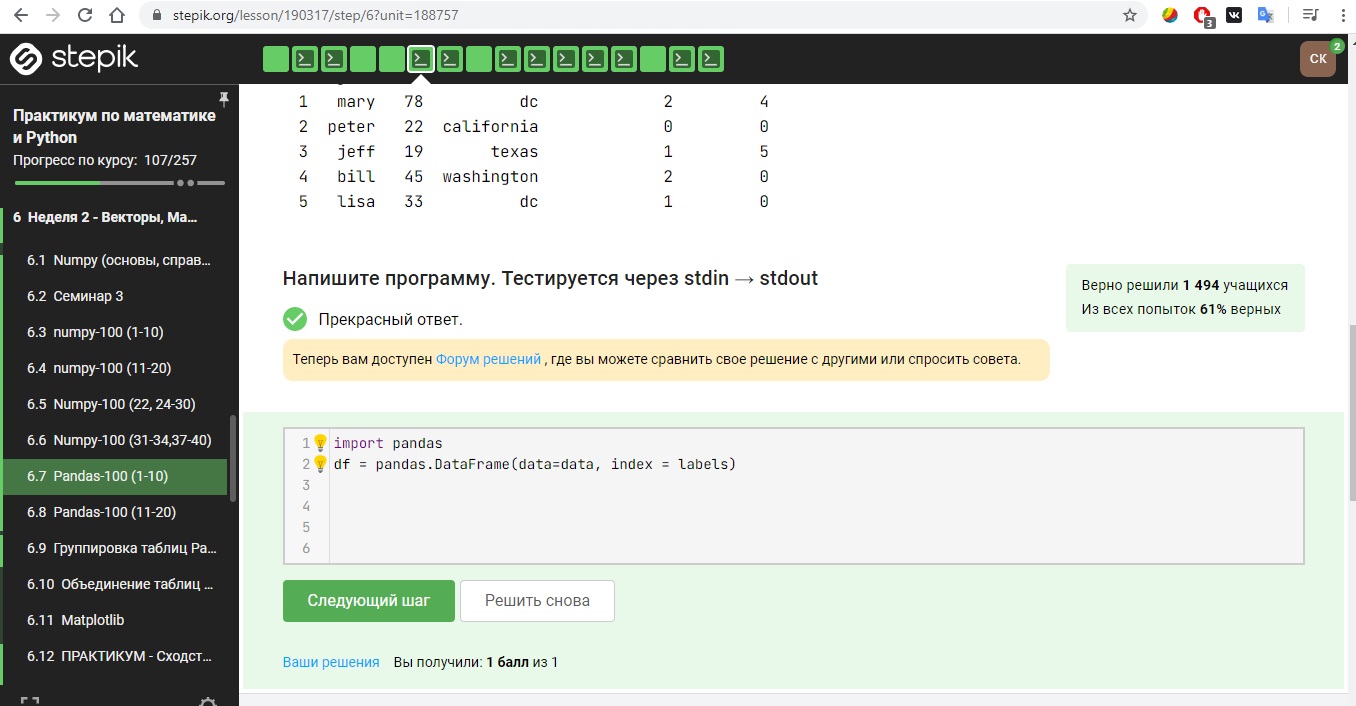 stepik.org/lesson/190317/step/6?unit=188757
3
stepik
СК
2
Практикум по математике
и Python
Прогресс по курсу: 107/257
6 Неделя 2 - Векторы, Ма...
6.1 Numpy (основы, справ...
6.2 Семинар 3
6.3 numpy-100 (1-10)
6.4 numpy-100 (11-20)
6.5 Numpy-100 (22, 24-30)
6.6 Numpy-100 (31-34,37-40)
6.7 Pandas-100 (1-10)
6.8 Pandas-100 (11-20)
6.9 Группировка таблиц Pa...
6.10 Объединение таблиц ...
6.11 Matplotlib
6.12 ПРАКТИКУМ - Сходст...
1 mary 78 dc 2 4
2 peter 22 california 0 0
3 jeff 19 texas 1 5
4 bill 45 washington 2 0
5 lisa 33 dc 1 0
Напишите программу. Тестируется через stdin → stdout
Верно решили 1 494 учащихся
Из всех попыток 61% верных
Прекрасный ответ.
Теперь вам доступен Форум решений , где вы можете сравнить свое решение с другими или спросить совета.
1 import pandas
2 df = pandas.DataFrame(data=data, index = labels)
3
4
5
6
Следующий шаг
Решить снова
Ваши решения Вы получили: 1 балл из 1